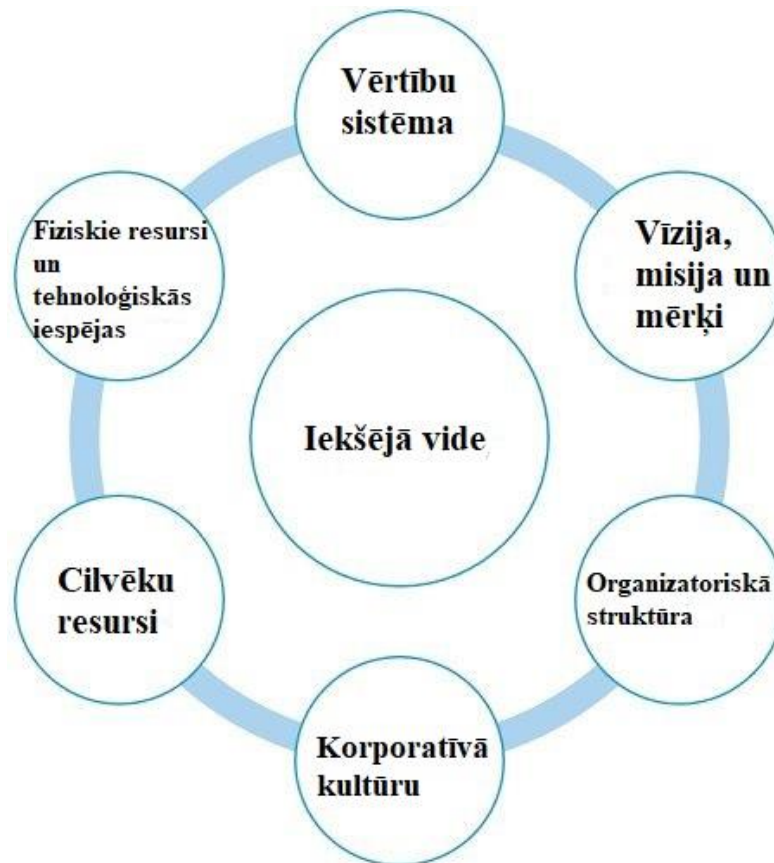 Vērtību
sistēma
Vīzija,
misija un
mērķi
Organizatoriskā
struktūra
Korporatīvā
kultūru
Cilvēku
resursi
Fiziskie resursi
un
tehnoloģiskās
iespējas
Iekšējā vide